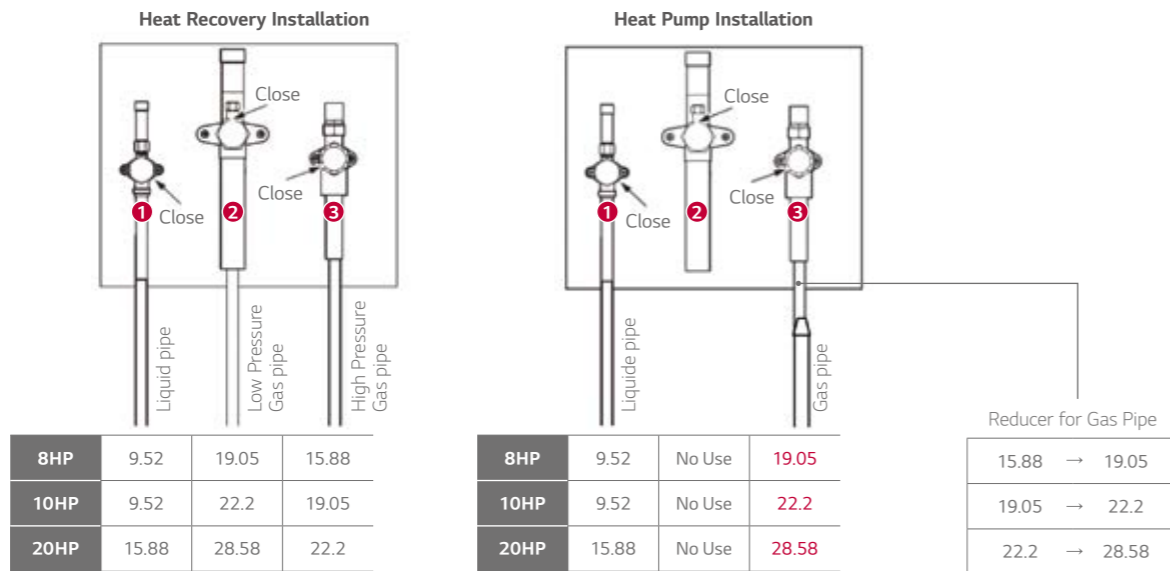 Heat Recovery Installation
Close
Close
Close
1
2
3
Liquid pipe
Low Pressure
Gas pipe
High Pressure
Gas pipe
8HP 9.52 19.05 15.88
10HP 9.52 22.2 19.05
20HP 15.88 28.58 22.2
Heat Pump Installation
Close
Close
Close
1
2
3
Liquide pipe
Gas pipe
8HP 9.52 No Use 19.05
10HP 9.52 No Use 22.2
20HP 15.88 No Use 28.58
Reducer for Gas Pipe
15.88 → 19.05
19.05 → 22.2
22.2 → 28.58